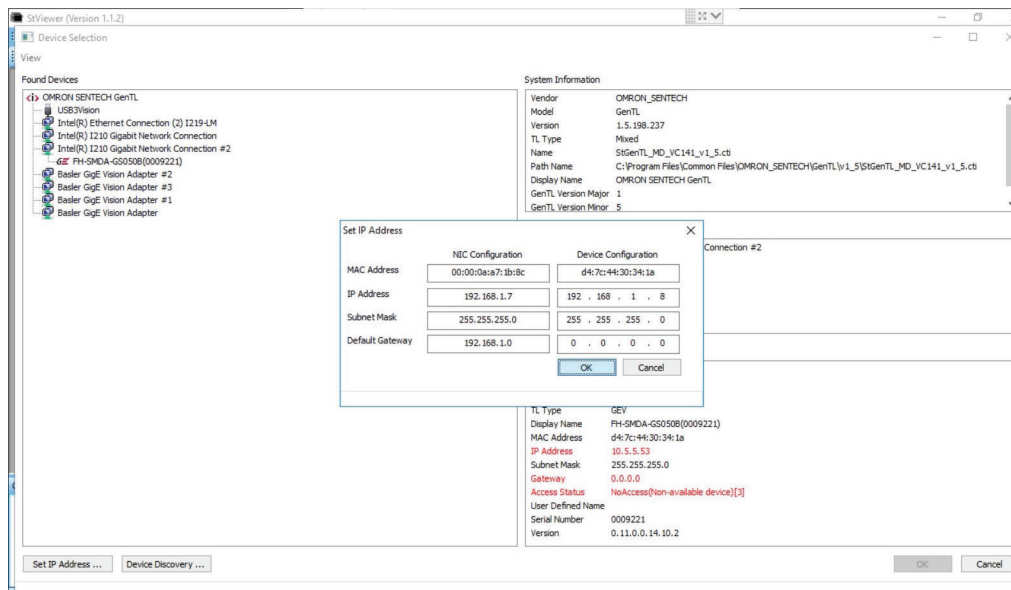 StViewer (Version 1.1.2)
Device Selection
View
Found Devices
OMRON SENTECH GenTL
USB3Vision
Intel(R) Ethernet Connection (2) I219-LM
Intel(R) I210 Gigabit Network Connection
Intel(R) I210 Gigabit Network Connection #2
FH-SMDA-GS050B(0009221)
Basler GigE Vision Adapter #2
Basler GigE Vision Adapter #3
Basler GigE Vision Adapter #1
Basler GigE Vision Adapter
System Information
Vendor OMRON_SENTECH
Model GenTL
Version 1.5.198.237
TL Type Mixed
Name StGenTL_MD_VC141_v1_5.cti
Path Name C:\Program Files\Common Files\OMRON_SENTECH\GenTL\v1_5\StGenTL_MD_VC141_v1_5.cti
Display Name OMRON SENTECH GenTL
GenTL Version Major 1
GenTL Version Minor 5
Connection #2
Set IP Address
NIC Configuration Device Configuration
MAC Address 00:00:0a:a7:1b:8c d4:7c:44:30:34:1a
IP Address 192.168.1.7 192 . 168 . 1 . 8
Subnet Mask 255.255.255.0 255 . 255 . 255 . 0
Default Gateway 192.168.1.0 0 . 0 . 0 . 0
OK Cancel
TL Type GEV
Display Name FH-SMDA-GS050B(0009221)
MAC Address d4:7c:44:30:34:1a
IP Address 10.5.5.53
Subnet Mask 255.255.255.0
Gateway 0.0.0.0
Access Status NoAccess(Non-available device)[3]
User Defined Name
Serial Number 0009221
Version 0.11.0.0.14.10.2
Set IP Address ... Device Discovery ... OK Cancel